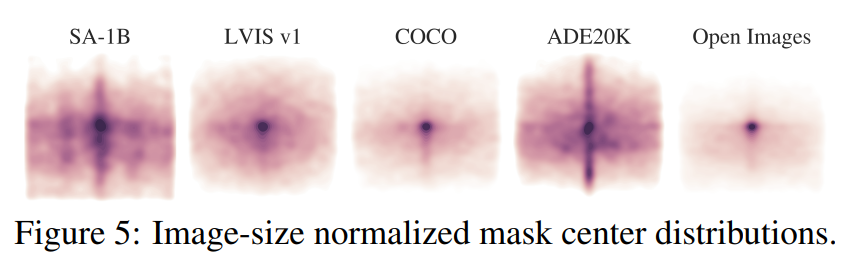 SA-1B LVIS v1 COCO ADE20K Open Images
Figure 5: Image-size normalized mask center distributions.